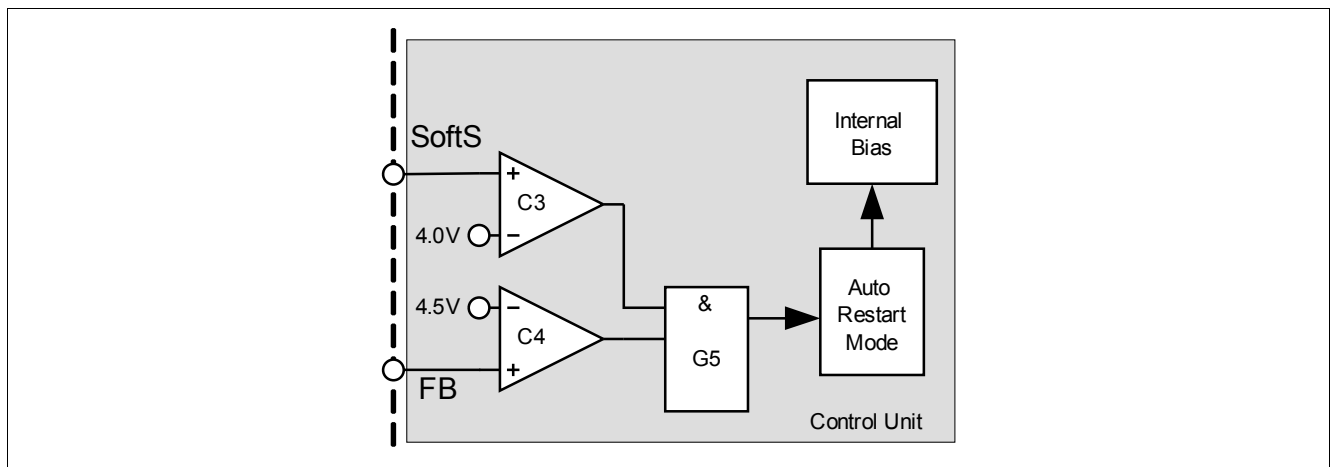 SoftS
+
C3
4.0V
−
4.5V
−
C4
+
FB
&
G5
Internal
Bias
Auto
Restart
Mode
Control Unit